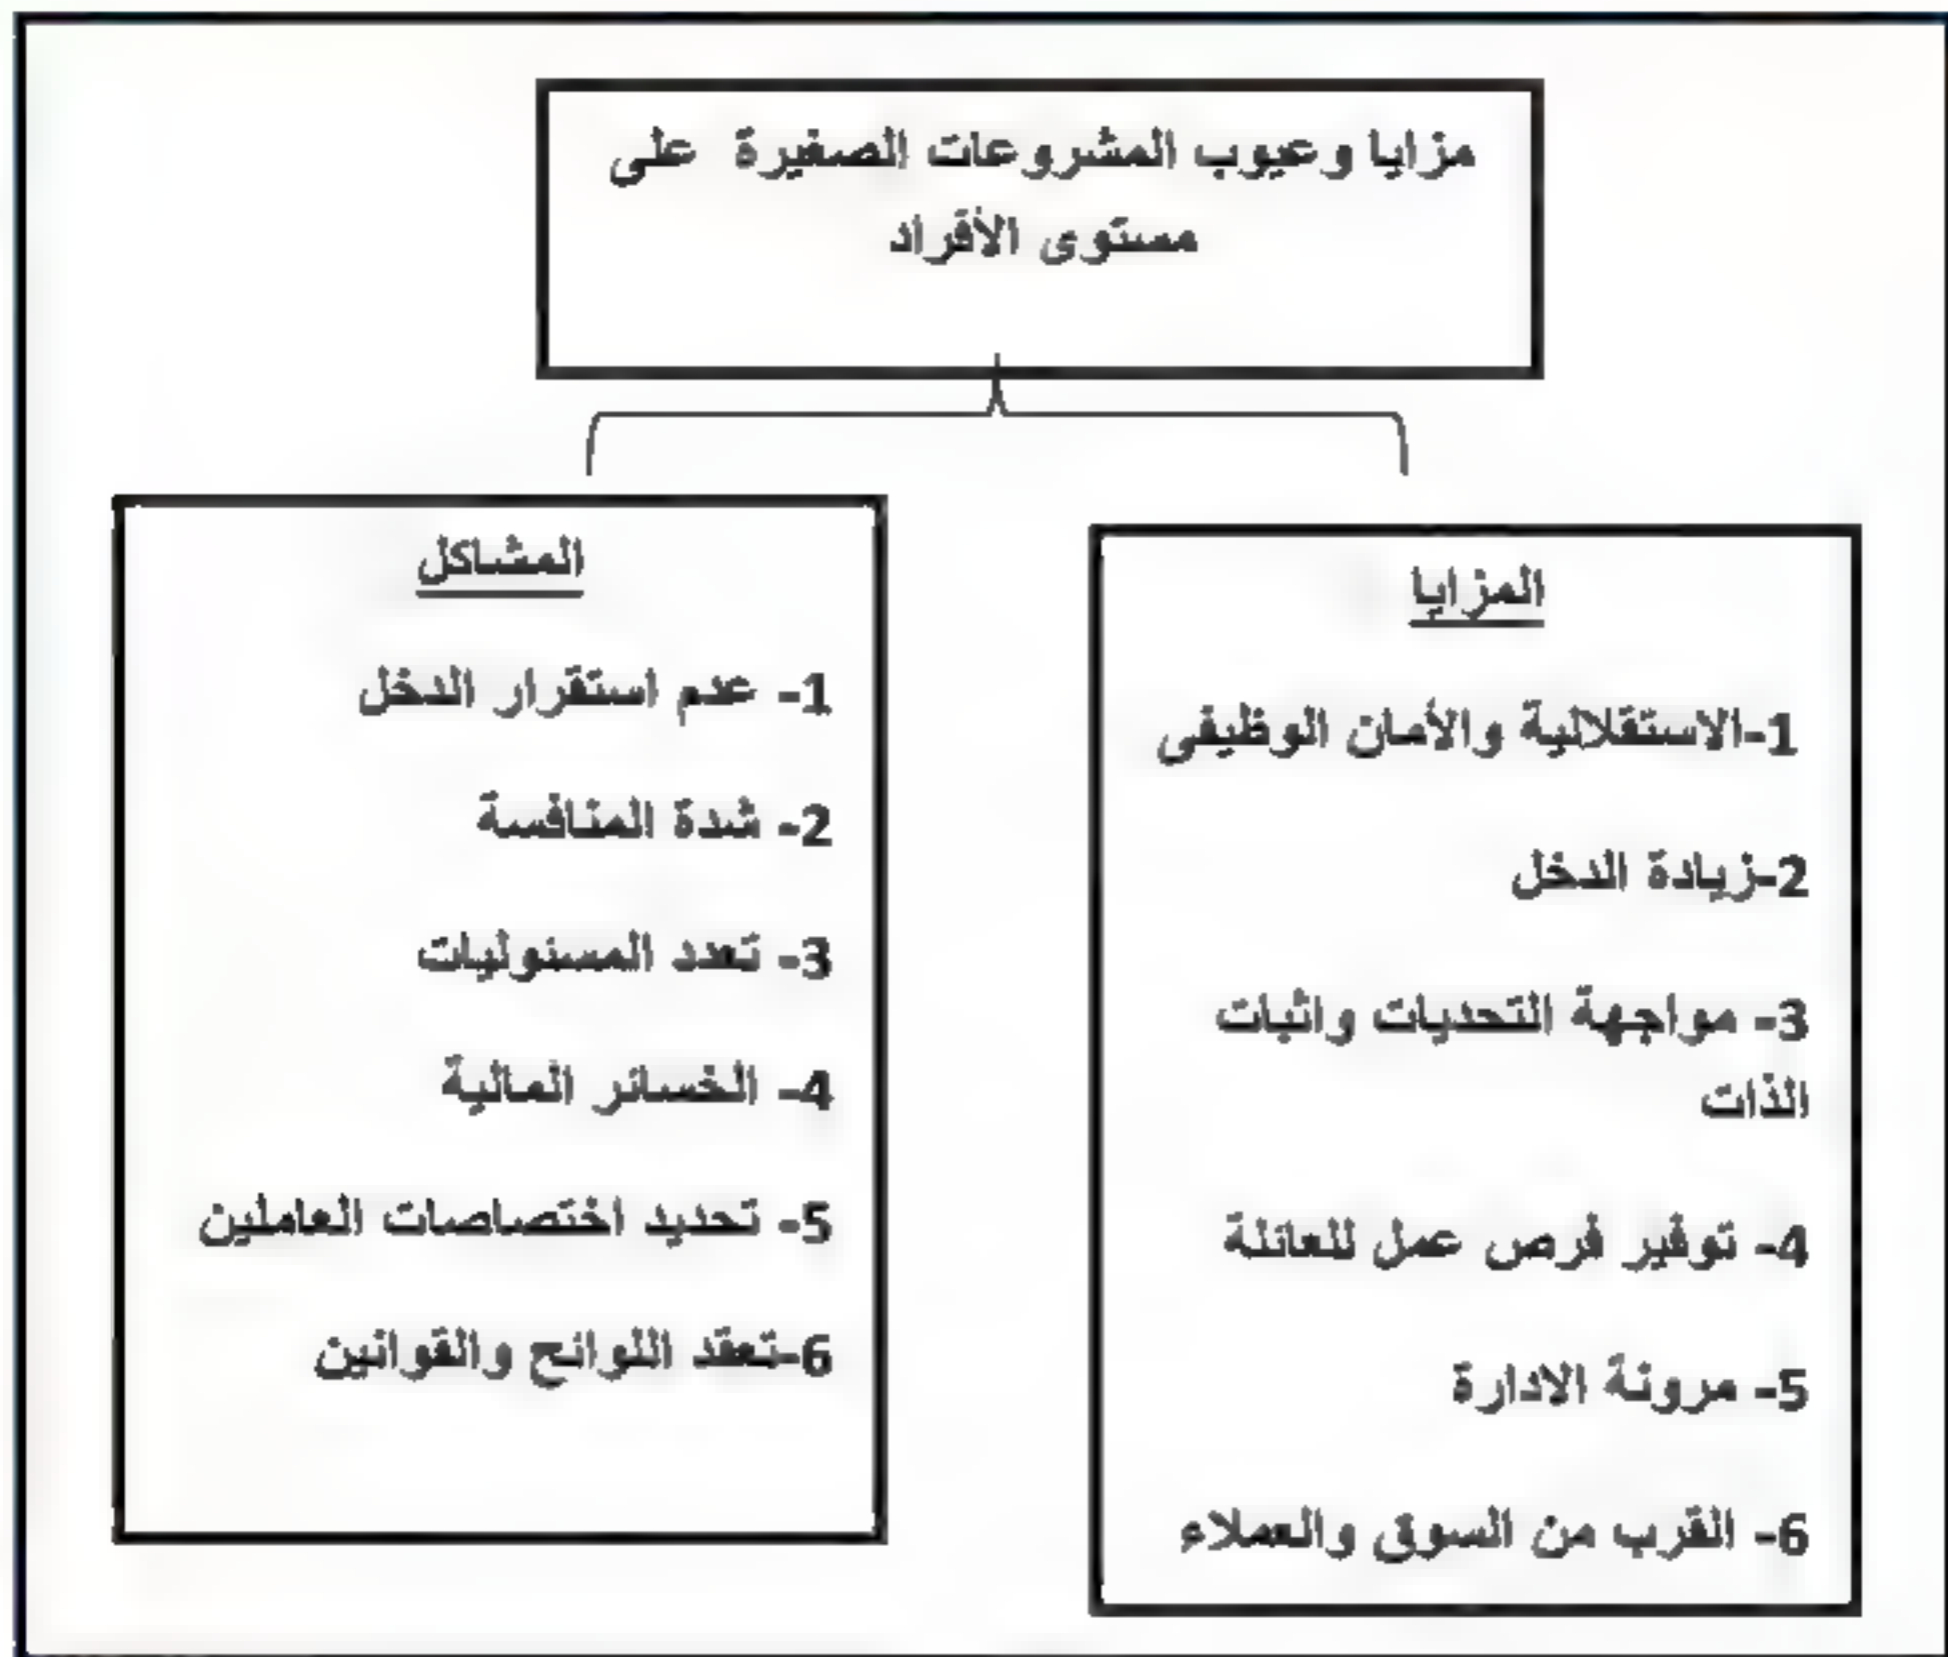 مزايا وعيوب المشروعات الصغيرة على
مستوى الأفراد
المزايا
1-الاستقلالية والأمان الوظيفى
2-زيادة الدخل
3- مواجهة التحديات واثبات
الذات
4- توفير فرص عمل للعائلة
5- مرونة الادارة
6- القرب من السوق والعملاء
المشاكل
1- عدم استقرار الدخل
2- شدة المنافسة
3- تعدد المسئوليات
4- الخسائر المالية
5- تحديد اختصاصات العاملين
6-تعقد اللوائح والقوانين